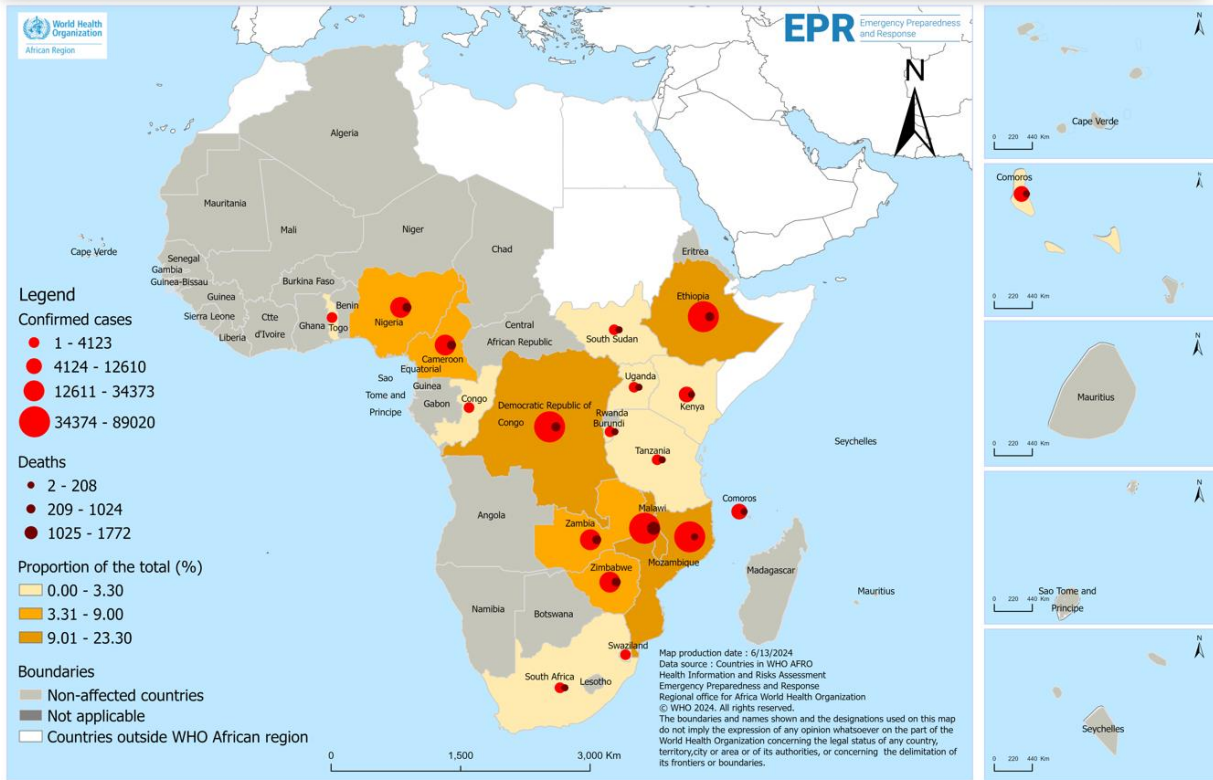 World Health
Organization
African Region
EPR
Emergency Preparedness
and Response
N
Algeria
Mauritania
Mali
Niger
Chad
Eritrea
Cape Verde
Senegal
Gambia
Guinea-Bissau
Guinea
Sierra Leone
Liberia
Burkina Faso
Ctte
d'Ivoire
Ghana
Togo
Benin
Nigeria
Cameroon
Central
African Republic
South Sudan
Ethiopia
Equatorial
Guinea
Sao
Tome and
Principe
Gabon
Congo
Democratic Republic of
Congo
Uganda
Kenya
Rwanda
Burundi
Tanzania
Seychelles
Angola
Zambia
Malawi
Mozambique
Comoros
Zimbabwe
Madagascar
Mauritius
Namibia
Botswana
Swaziland
South Africa
Lesotho
Legend
Confirmed cases
1 - 4123
4124 - 12610
12611 - 34373
34374 - 89020
Deaths
2 - 208
209 - 1024
1025 - 1772
Proportion of the total (%)
0.00 - 3.30
3.31 - 9.00
9.01 - 23.30
Boundaries
Nun-affected countries
Not applicable
Countries outside WHO African region
0 1,500 3,000 Km
Map production date : 6/13/2024
Data source : Countries in WHO AFRO
Health Information and Risks Assessment
Emergency Preparedness and Response
Regional office for Africa World Health Organization
© WHO 2024. All rights reserved.
The boundaries and names shown and the designations used on this map
do not imply the expression of any opinion whatsoever on the part of the
World Health Organization concerning the legal status of any country,
territory,city or area or of its authorities, or concerning the delimitation of
its frontiers or boundaries.
N
Cape Verde
0 220 440 Km
N
Comoros
0 220 440 Km
N
Mauritius
0 220 440 Km
N
Sao Tome and
Principe
0 220 440 Km
N
Seychelles
0 220 440 Km